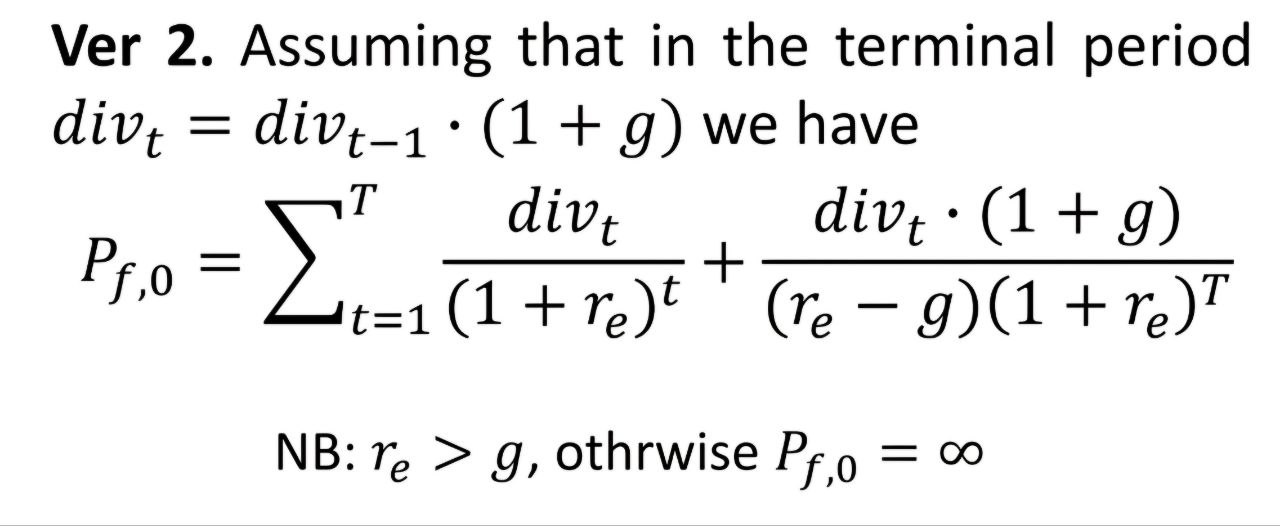 Ver 2. Assuming that in the terminal period
div_t = div_{t−1} · (1 + g) we have
P_{f,0} = ∑_{t=1}^{T} div_t / (1 + r_e)^t + div_t · (1 + g) / (r_e − g)(1 + r_e)^T
NB: r_e > g, othrwise P_{f,0} = ∞